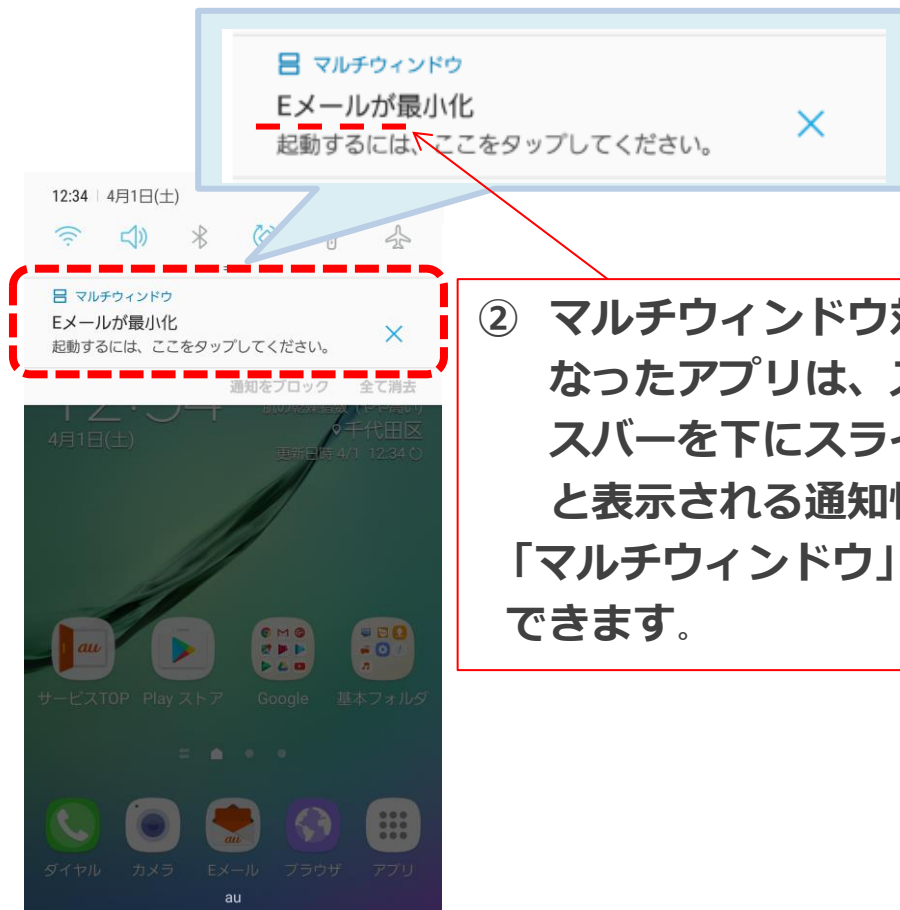 マルチウィンドウ
Eメールが最小化
起動するには、ここをタップしてください。
12:34 4月1日(土)
マルチウィンドウ
Eメールが最小化
起動するには、ここをタップしてください。
通知をブロック 全て消去
12:34
4月1日(土)
千代田区
更新日時 4/1 12:34
au
サービスTOP Play ストア Google 基本フォルダ
au
ダイヤル カメラ Eメール ブラウザ アプリ
au
② マルチウィンドウ
なったアプリは、
スバーを下にスライ
と表示される通知
「マルチウィンドウ」
できます。